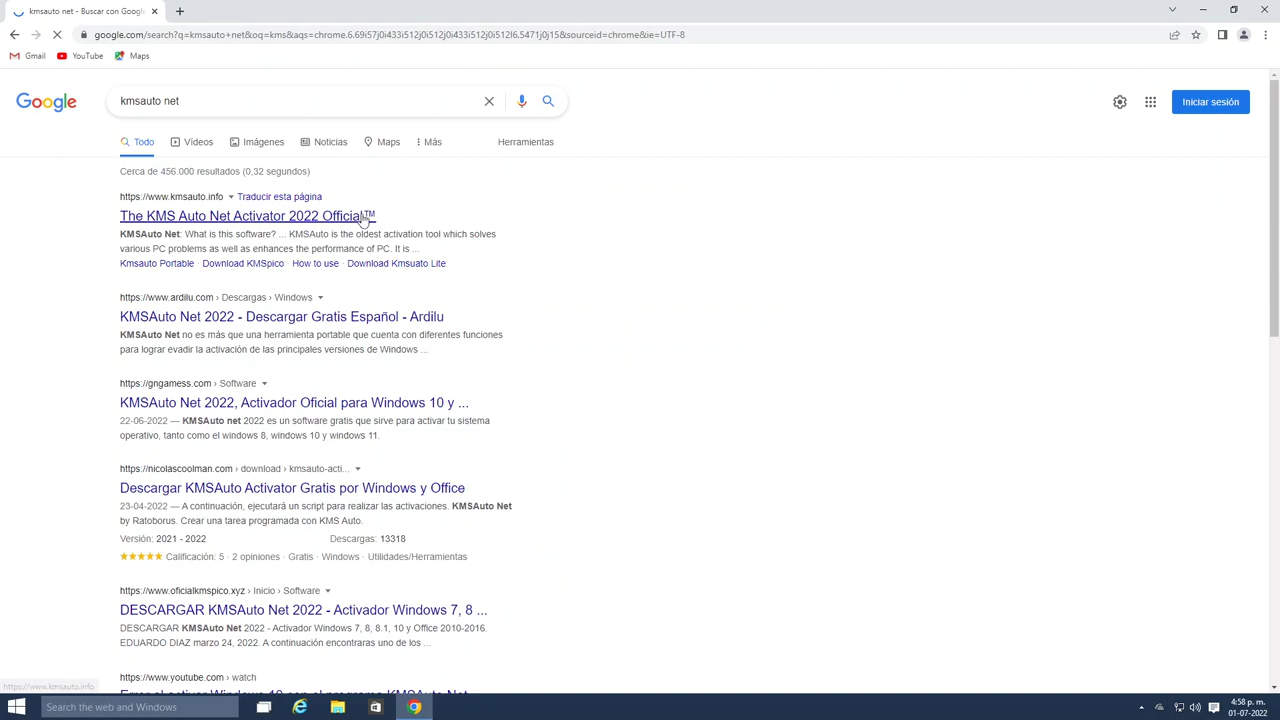 kmsauto net - Buscar con Google
google.com/search?q=kmsauto+net&oq=kms&aqs=chrome.6.69i57j0i433i512j0i512j0i433i512j0i512l6.5471j0j15&sourceid=chrome&ie=UTF-8
Gmail YouTube Maps
Google
kmsauto net
Iniciar sesión
Todo Vídeos Imágenes Noticias Maps Más Herramientas
Cerca de 456.000 resultados (0,32 segundos)
https://www.kmsauto.info Traducir esta página
The KMS Auto Net Activator 2022 Official™
KMSAuto Net: What is this software? ... KMSAuto is the oldest activation tool which solves
various PC problems as well as enhances the performance of PC. It is ...
Kmsauto Portable · Download KMSpico · How to use · Download Kmsuato Lite
https://www.ardilu.com › Descargas › Windows
KMSAuto Net 2022 - Descargar Gratis Español - Ardilu
KMSAuto Net no es más que una herramienta portable que cuenta con diferentes funciones
para lograr evadir la activación de las principales versiones de Windows ...
https://gngamess.com › Software
KMSAuto Net 2022, Activador Oficial para Windows 10 y ...
22-06-2022 — KMSAuto net 2022 es un software gratis que sirve para activar tu sistema
operativo, tanto como el windows 8, windows 10 y windows 11.
https://nicolascoolman.com › download › kmsauto-acti...
Descargar KMSAuto Activator Gratis por Windows y Office
23-04-2022 — A continuación, ejecutará un script para realizar las activaciones. KMSAuto Net
by Ratoborus. Crear una tarea programada con KMS Auto.
Versión: 2021 - 2022 Descargas: 13318
Calificación: 5 · 2 opiniones · Gratis · Windows · Utilidades/Herramientas
https://www.oficialkmspico.xyz › Inicio › Software
DESCARGAR KMSAuto Net 2022 - Activador Windows 7, 8 ...
DESCARGAR KMSAuto Net 2022 - Activador Windows 7, 8, 8.1, 10 y Office 2010-2016.
EDUARDO DIAZ marzo 24, 2022. A continuación encontraras uno de los ...
https://www.youtube.com › watch
Error al activar Windows 10 con el programa KMSAuto Net
https://www.kmsauto.info
Search the web and Windows
4:58 p. m.
01-07-2022